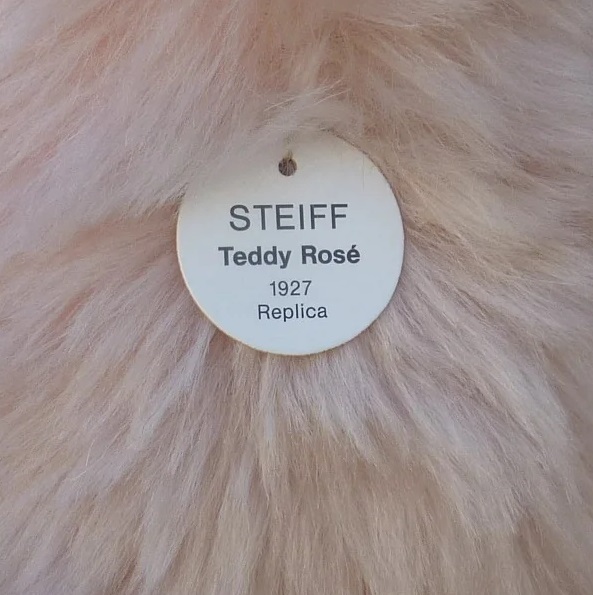 STEIFF
Teddy Rosé
1927
Replica